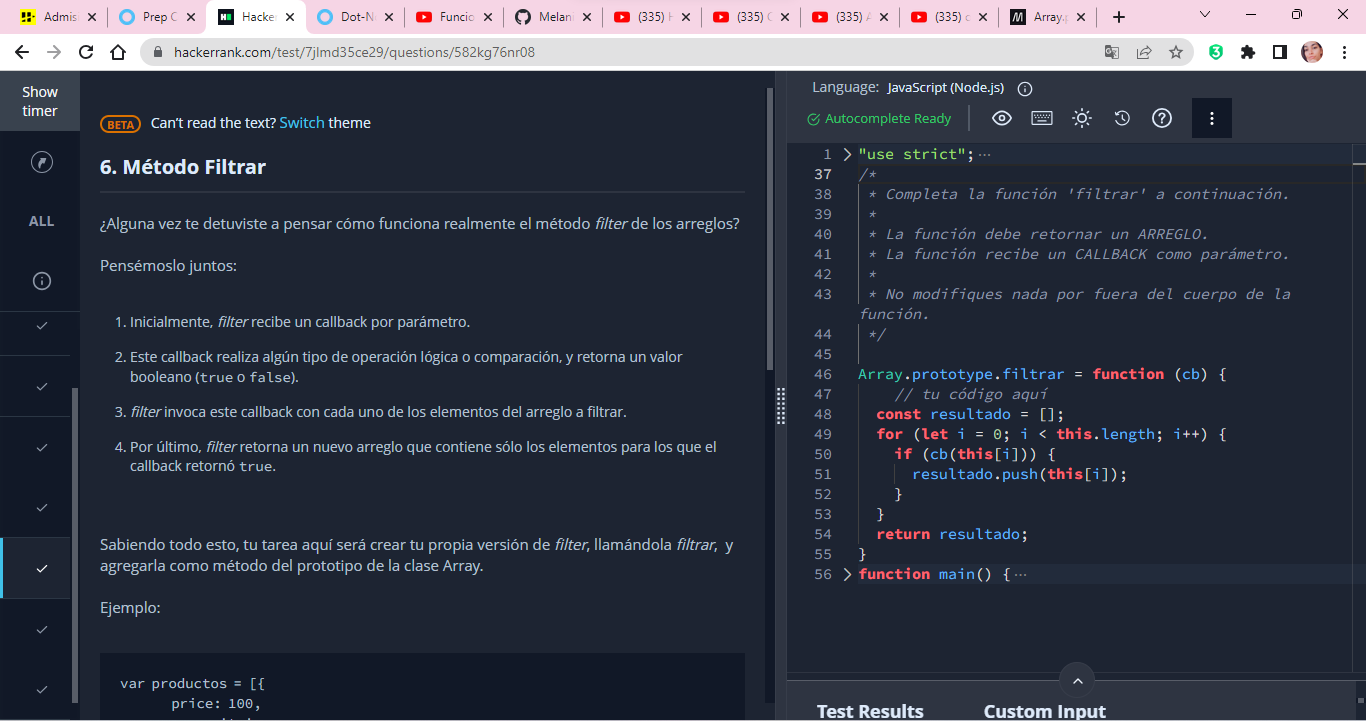 Admis
Prep C
Hacke
Dot-N
Funcio
Melan
(335) H
(335) C
(335) A
(335) c
Array.p
hackerrank.com/test/7jlmd35ce29/questions/582kg76nr08
Show
timer
ALL
BETA Can't read the text? Switch theme
6. Método Filtrar
¿Alguna vez te detuviste a pensar cómo funciona realmente el método filter de los arreglos?
Pensémoslo juntos:
1. Inicialmente, filter recibe un callback por parámetro.
2. Este callback realiza algún tipo de operación lógica o comparación, y retorna un valor
booleano (true o false).
3. filter invoca este callback con cada uno de los elementos del arreglo a filtrar.
4. Por último, filter retorna un nuevo arreglo que contiene sólo los elementos para los que el
callback retornó true.
Sabiendo todo esto, tu tarea aquí será crear tu propia versión de filter, llamándola filtrar, y
agregarla como método del prototipo de la clase Array.
Ejemplo:
var productos = [{
price: 100,
Language: JavaScript (Node.js)
Autocomplete Ready
1 "use strict"; ...
37 /*
38 * Completa la función 'filtrar' a continuación.
39 *
40 * La función debe retornar un ARREGLO.
41 * La función recibe un CALLBACK como parámetro.
42 *
43 * No modifiques nada por fuera del cuerpo de la
función.
44 */
45
46 Array.prototype.filtrar = function (cb) {
47 // tu código aquí
48 const resultado = [];
49 for (let i = 0; i < this.length; i++) {
50 if (cb(this[i])) {
51 resultado.push(this[i]);
52 }
53 }
54 return resultado;
55 }
56 function main() { ...
Test Results Custom Input